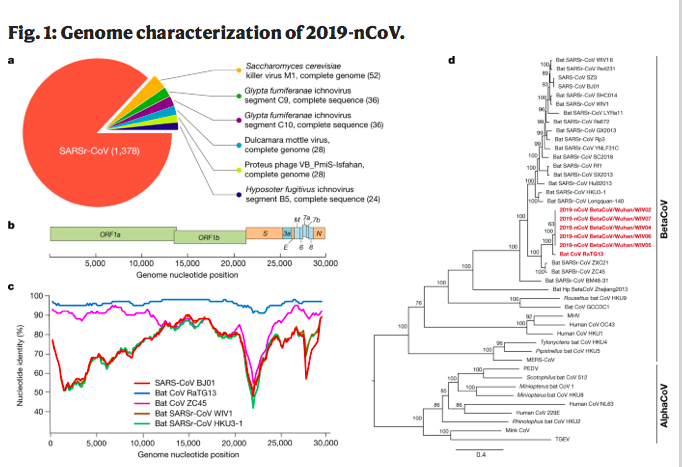 Fig. 1: Genome characterization of 2019-nCoV.
a
SARSr-CoV (1,378)
Saccharomyces cerevisiae
killer virus M1, complete genome (52)
Glypta fumiferanae ichnovirus
segment C9, complete sequence (36)
Glypta fumiferanae ichnovirus
segment C10, complete sequence (36)
Dulcamara mottle virus,
complete genome (28)
Proteus phage VB_PmiS-Isfahan,
complete genome (28)
Hyposoter fugitivus ichnovirus
segment B5, complete sequence (24)
b
ORF1a
ORF1b
S
3a
E
M
6
7a
7b
8
N
5,000 10,000 15,000 20,000 25,000 30,000
Genome nucleotide position
c
Nucleotide identity (%)
100
90
80
70
60
50
40
SARS-CoV BJ01
Bat CoV RaTG13
Bat CoV ZC45
Bat SARSr-CoV WIV1
Bat SARSr-CoV HKU3-1
0 5,000 10,000 15,000 20,000 25,000 30,000
Genome nucleotide position
d
Bat SARSr-CoV WIV16
Bat SARSr-CoV Rs4231
SARS-CoV SZ3
SARS-CoV BJ01
Bat SARSr-CoV SHC014
Bat SARSr-CoV WIV1
Bat SARSr-CoV LYRa11
Bat SARSr-CoV Rs672
Bat SARSr-CoV GX2013
Bat SARSr-CoV Rp3
Bat SARSr-CoV YNLF31C
Bat SARSr-CoV SC2018
Bat SARSr-CoV Rf1
Bat SARSr-CoV SX2013
Bat SARSr-CoV HuB2013
Bat SARSr-CoV HKU3-1
Bat SARSr-CoV Longquan-140
2019-nCoV BetaCoV/Wuhan/WIV02
2019-nCoV BetaCoV/Wuhan/WIV07
2019-nCoV BetaCoV/Wuhan/WIV04
2019-nCoV BetaCoV/Wuhan/WIV06
2019-nCoV BetaCoV/Wuhan/WIV05
Bat CoV RaTG13
Bat SARSr-CoV ZXC21
Bat SARSr-CoV ZC45
Bat SARSr-CoV BM48-31
Bat Hp BetaCoV Zhejiang2013
Rousettus bat CoV HKU9
Bat CoV GCCDC1
MHV
Human CoV OC43
Human CoV HKU1
Tylonycteris bat CoV HKU4
Pipistrellus bat CoV HKU5
MERS-CoV
PEDV
Scotophilus bat CoV 512
Miniopterus bat CoV 1
Miniopterus bat CoV HKU8
Human CoV NL63
Human CoV 229E
Rhinolophus bat CoV HKU2
Mink CoV
TGEV
BetaCoV
AlphaCoV
0.4